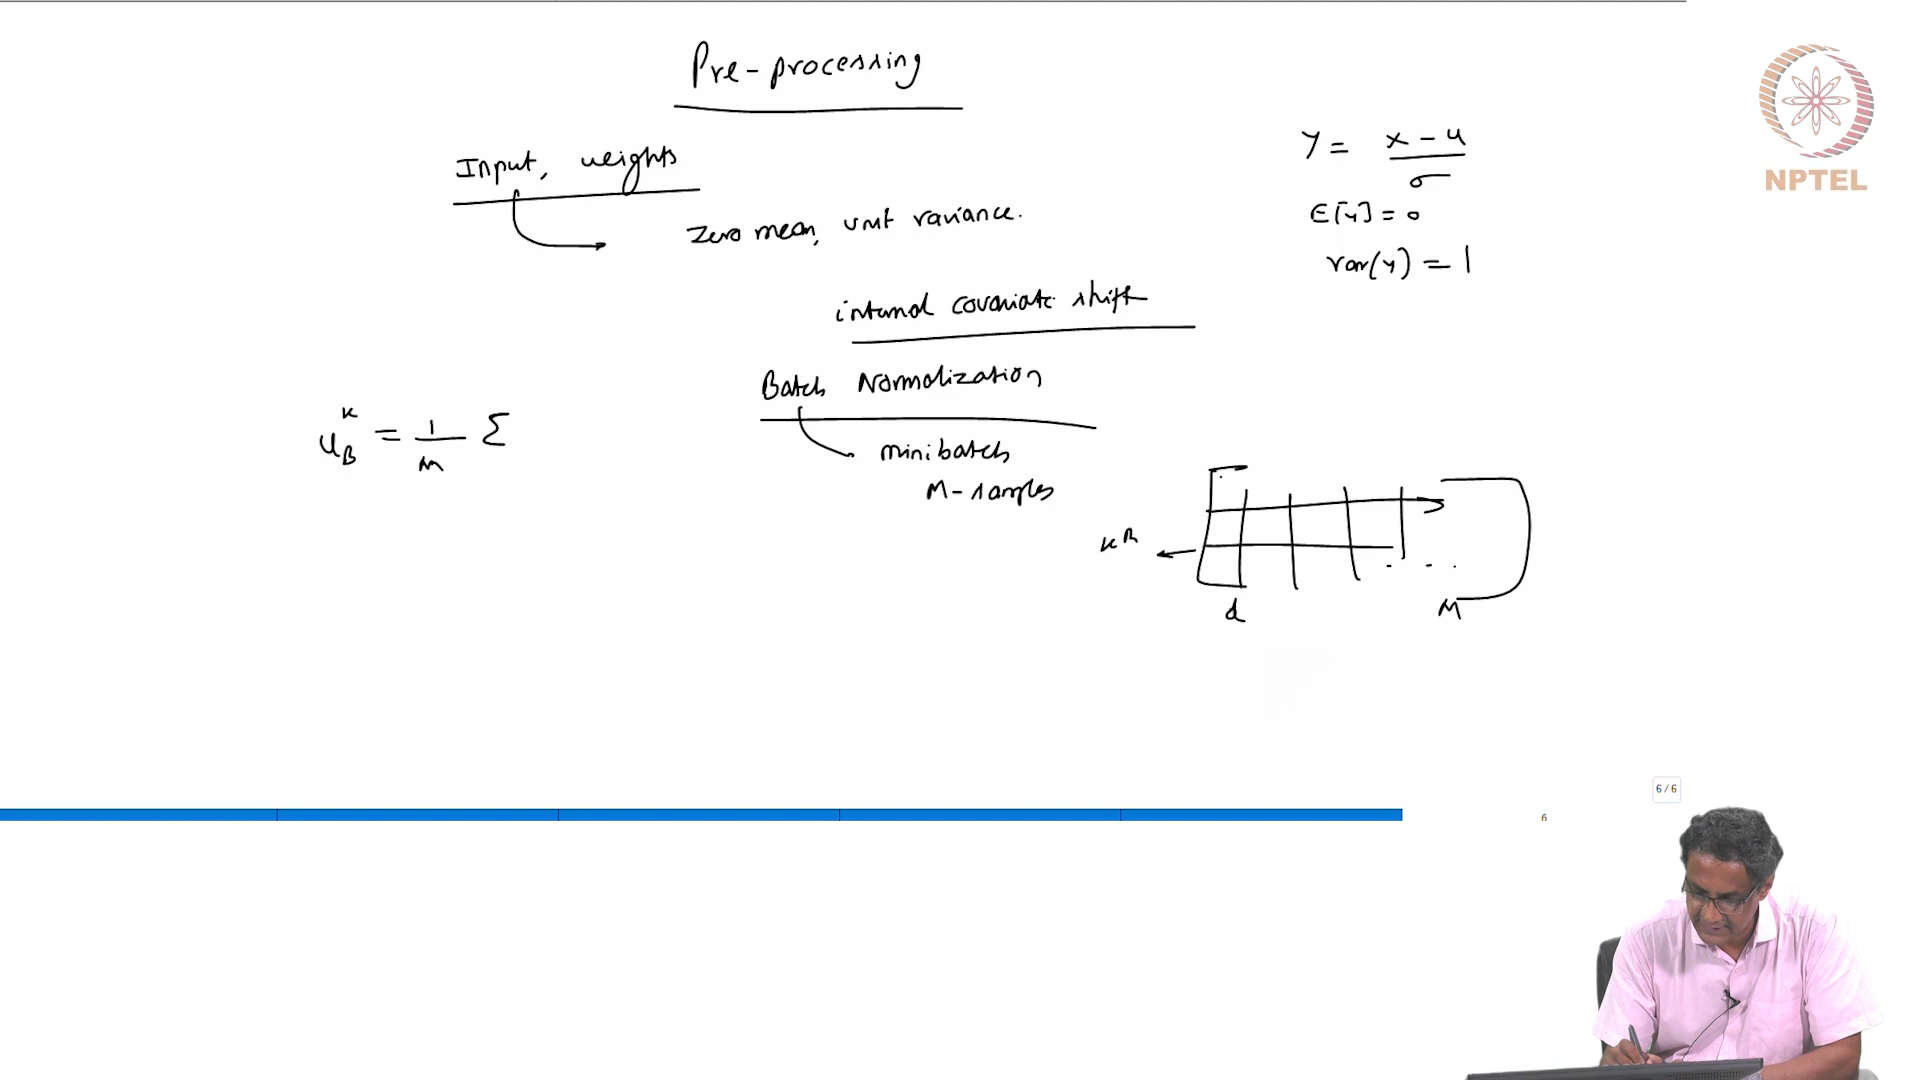 Pre-processing
Input, weights
zero mean, unit variance.
Y = x - u / σ
E[y] = 0
var(y) = 1
NPTEL
internal covariate shift
Batch Normalization
minibatch
M-samples
u_B^k = 1/m Σ
k^th
d
M
6 / 6
6